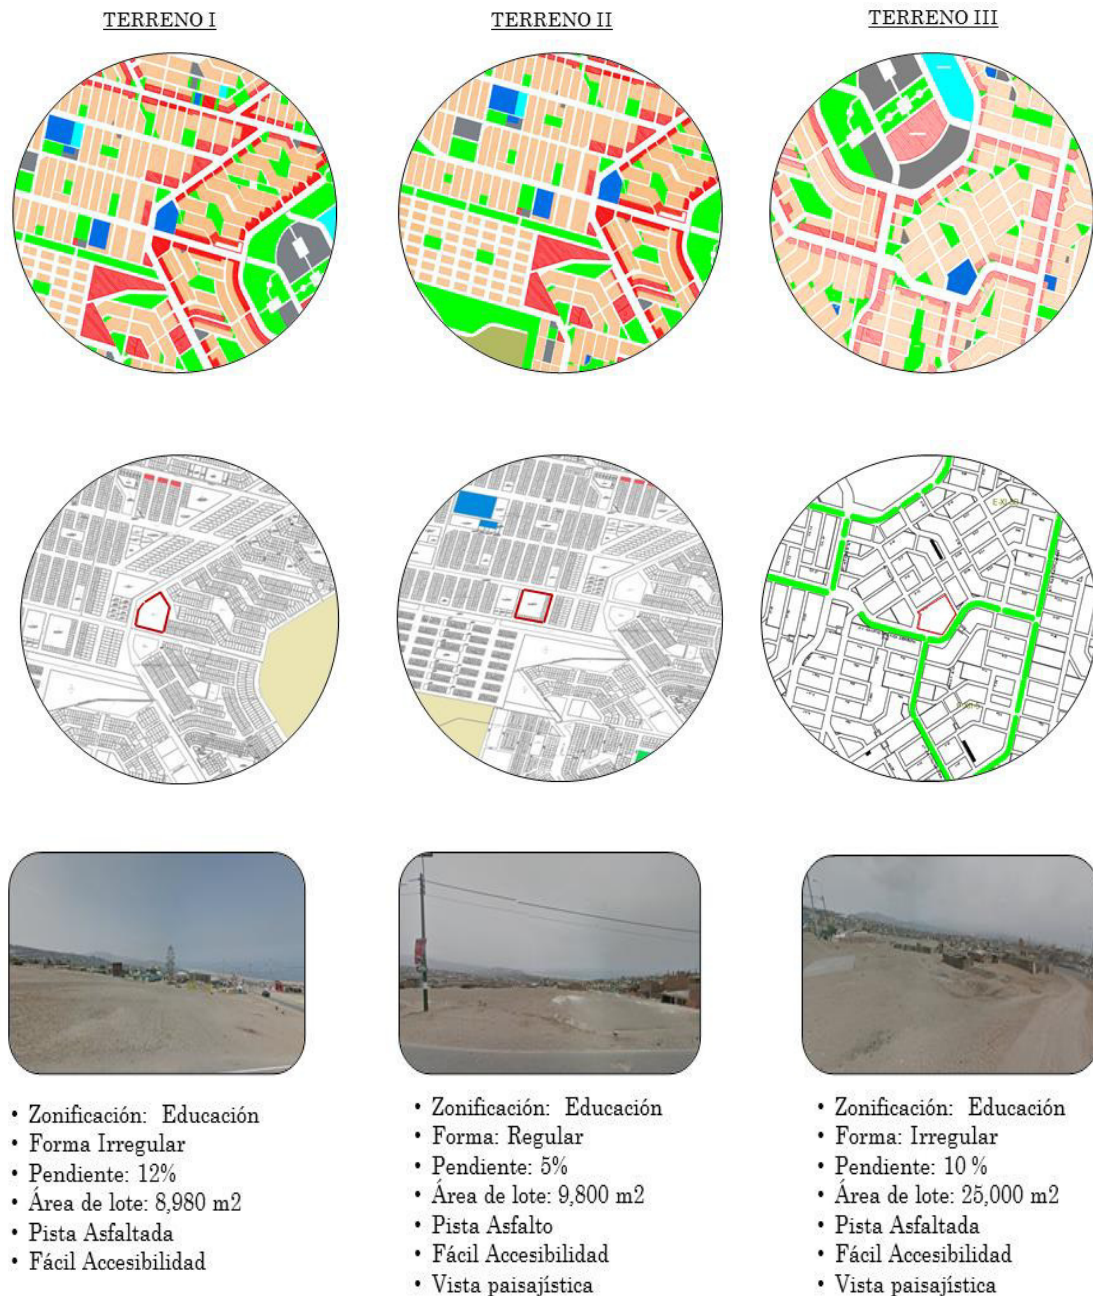 TERRENO I
TERRENO II
TERRENO III
• Zonificación: Educación
• Forma Irregular
• Pendiente: 12%
• Área de lote: 8,980 m2
• Pista Asfaltada
• Fácil Accesibilidad
• Zonificación: Educación
• Forma: Regular
• Pendiente: 5%
• Área de lote: 9,800 m2
• Pista Asfalto
• Fácil Accesibilidad
• Vista paisajística
• Zonificación: Educación
• Forma: Irregular
• Pendiente: 10 %
• Área de lote: 25,000 m2
• Pista Asfaltada
• Fácil Accesibilidad
• Vista paisajística